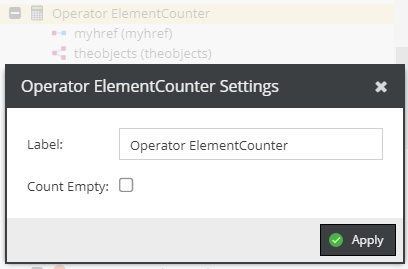 Operator ElementCounter
myhref (myhref)
theobjects (theobjects)
Operator ElementCounter Settings
Label: Operator ElementCounter
Count Empty:
Apply